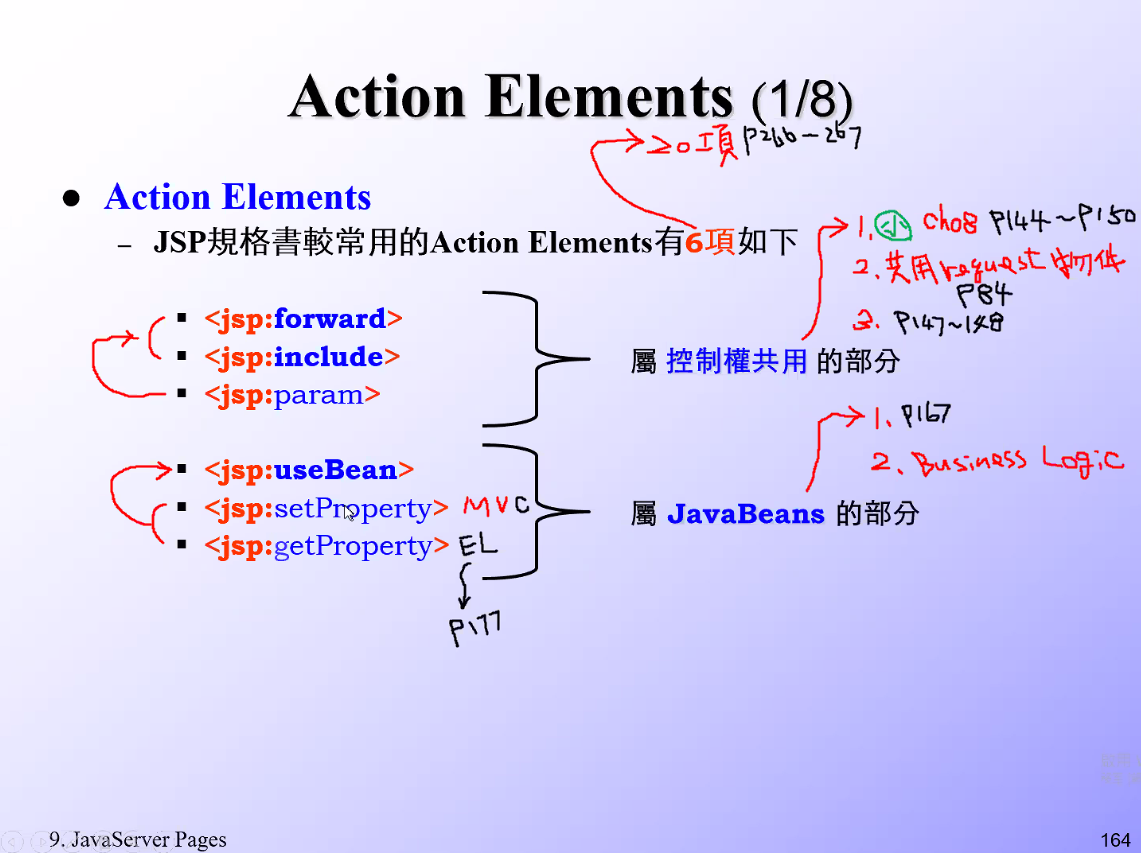 Action Elements (1/8)
20項 P266-267
● Action Elements
– JSP規格書較常用的Action Elements有6項如下
1. 小 ch08 P144~P150
2. 共用request物件
P84
3. P147~148
▪ <jsp:forward>
▪ <jsp:include>
▪ <jsp:param>
屬 控制權共用 的部分
1. P167
2. Business Logic
▪ <jsp:useBean>
▪ <jsp:setProperty> MVC
▪ <jsp:getProperty> EL
屬 JavaBeans 的部分
P177
9. JavaServer Pages
164